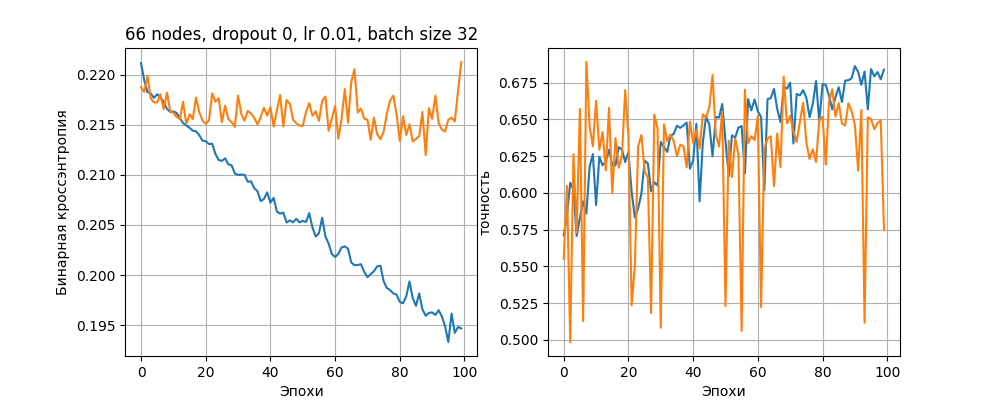 66 nodes, dropout 0, lr 0.01, batch size 32
Бинарная кроссэнтропия
0.220
0.215
0.210
0.205
0.200
0.195
0 20 40 60 80 100
Эпохи
точность
0.675
0.650
0.625
0.600
0.575
0.550
0.525
0.500
0 20 40 60 80 100
Эпохи